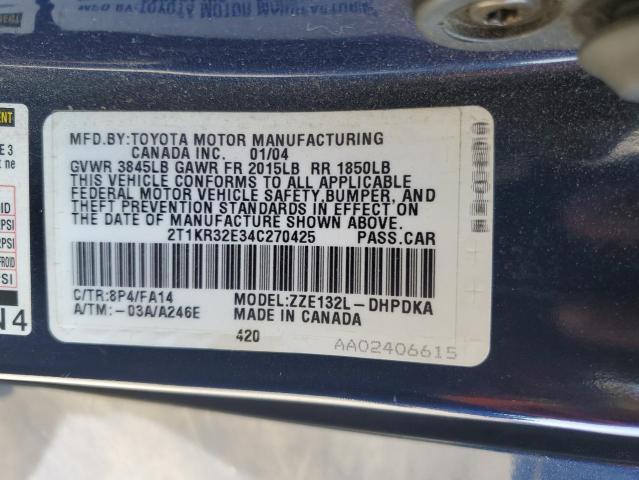 MFD.BY:TOYOTA MOTOR MANUFACTURING
CANADA INC. 01/04
GVWR 3845LB GAWR FR 2015LB RR 1850LB
THIS VEHICLE CONFORMS TO ALL APPLICABLE
FEDERAL MOTOR VEHICLE SAFETY,BUMPER, AND
THEFT PREVENTION STANDARDS IN EFFECT ON
THE DATE OF MANUFACTURE SHOWN ABOVE.
2T1KR32E34C270425 PASS.CAR
C/TR:8P4/FA14 MODEL:ZZE132L-DHPDKA
A/TM:-03A/A246E MADE IN CANADA
420
AA02406615
N4